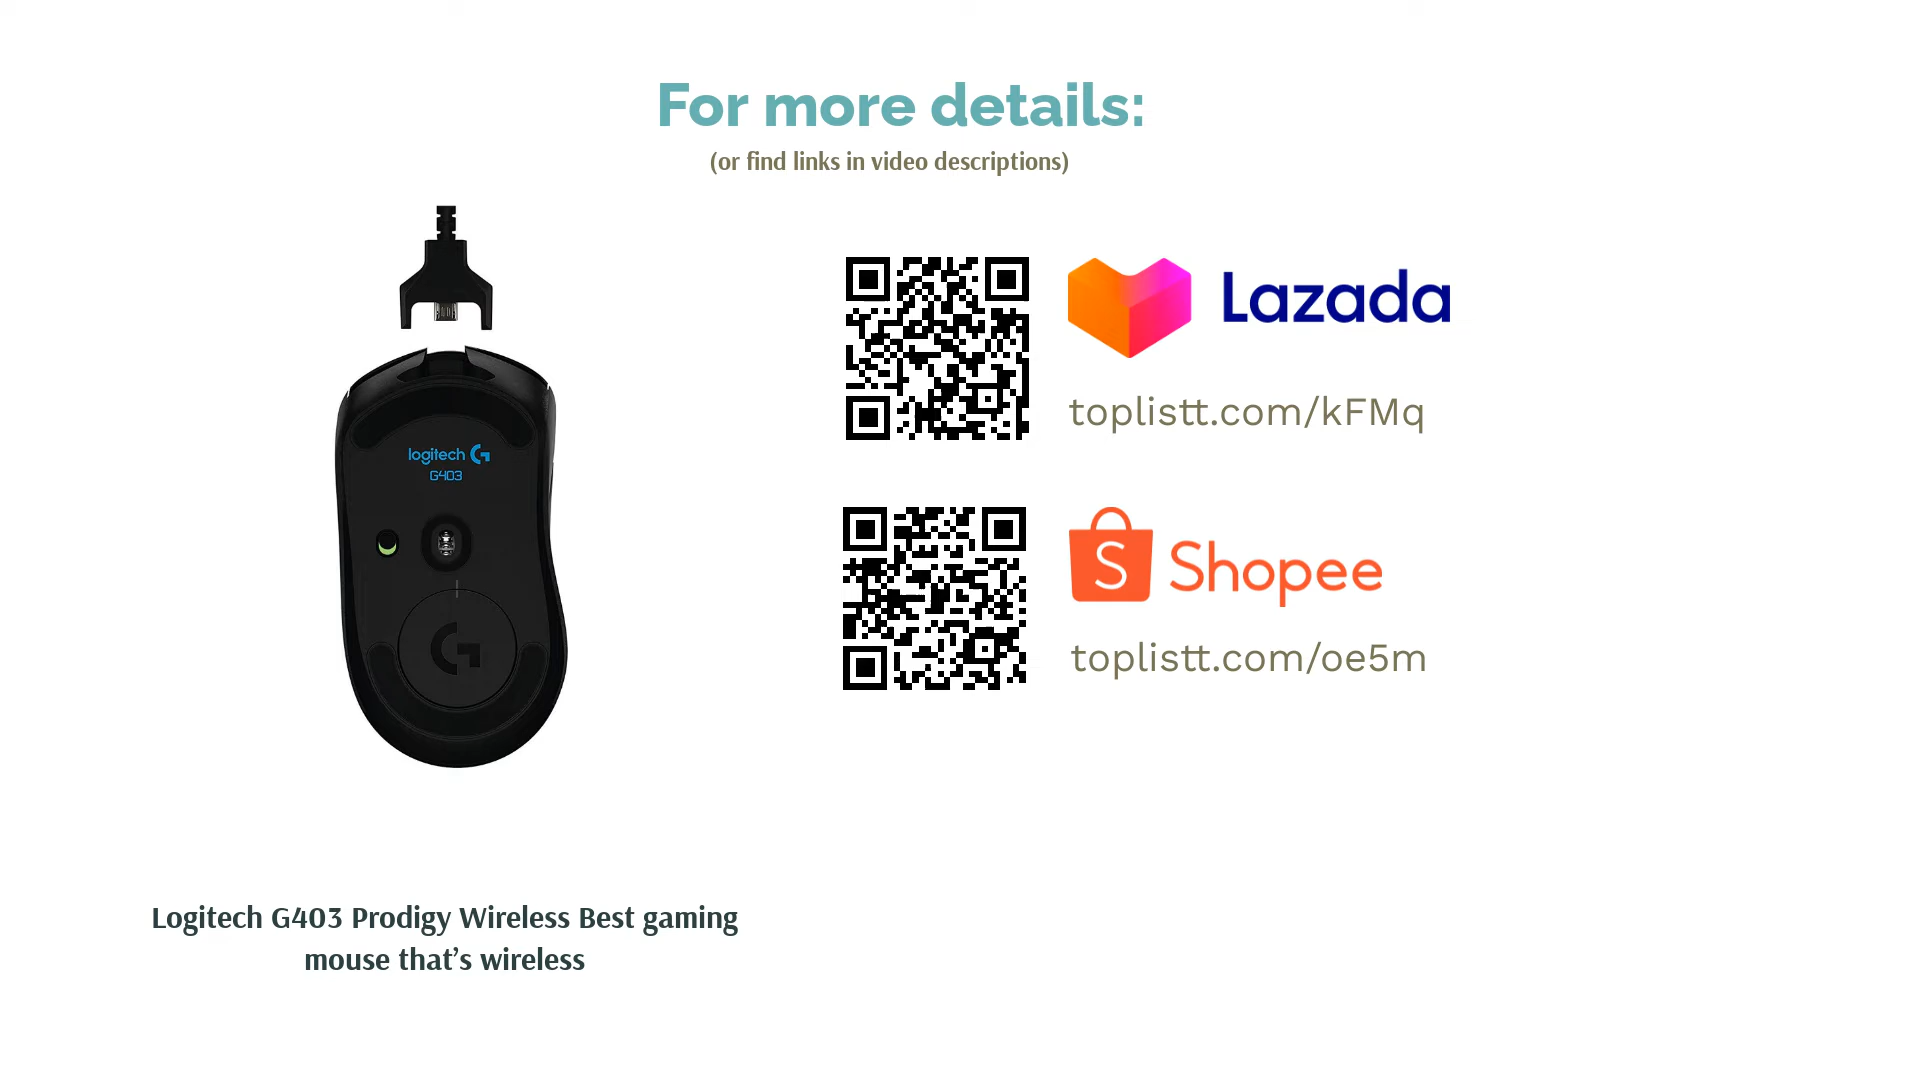 For more details:
(or find links in video descriptions)
logitech G
G403
G
Lazada
toplistt.com/kFMq
S Shopee
toplistt.com/oe5m
Logitech G403 Prodigy Wireless Best gaming
mouse that’s wireless